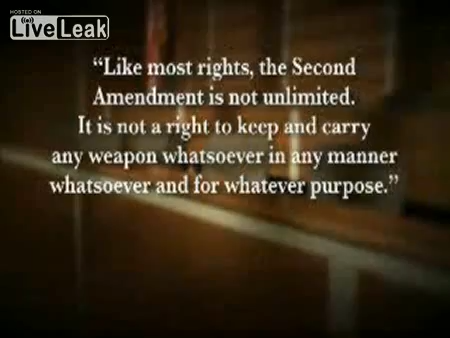 HOSTED ON
LiveLeak
“Like most rights, the Second
Amendment is not unlimited.
It is not a right to keep and carry
any weapon whatsoever in any manner
whatsoever and for whatever purpose.”